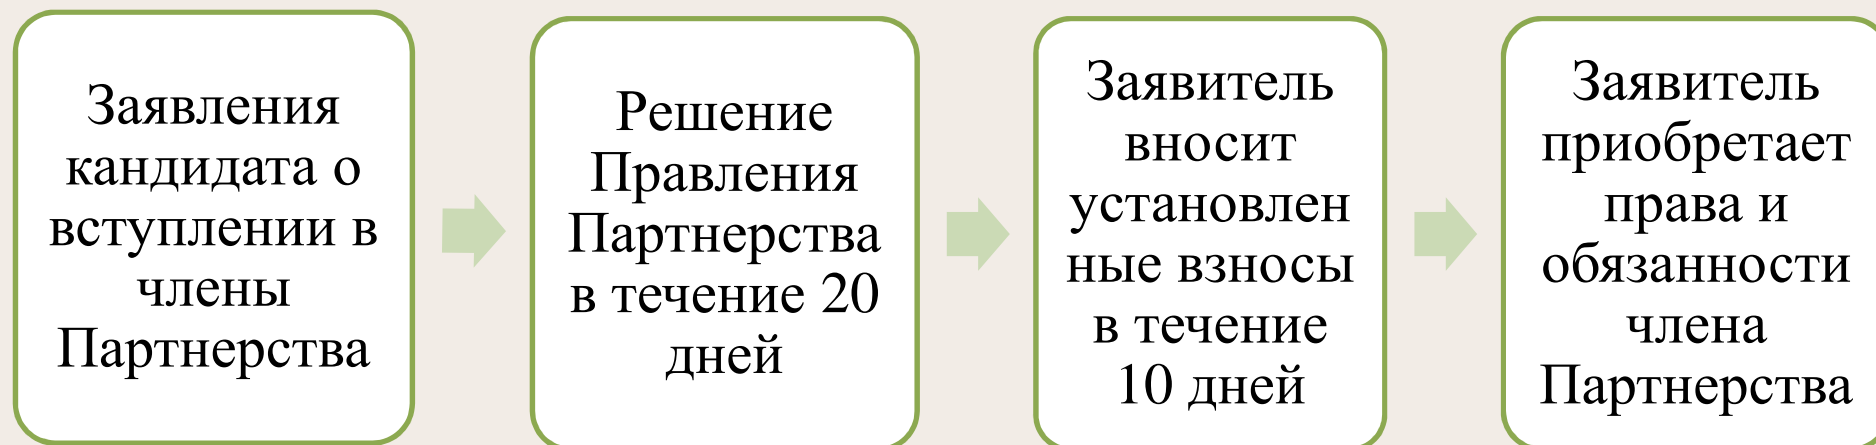 Заявления
кандидата о
вступлении в
члены
Партнерства
Решение
Правления
Партнерства
в течение 20
дней
Заявитель
вносит
установлен
ные взносы
в течение
10 дней
Заявитель
приобретает
права и
обязанности
члена
Партнерства